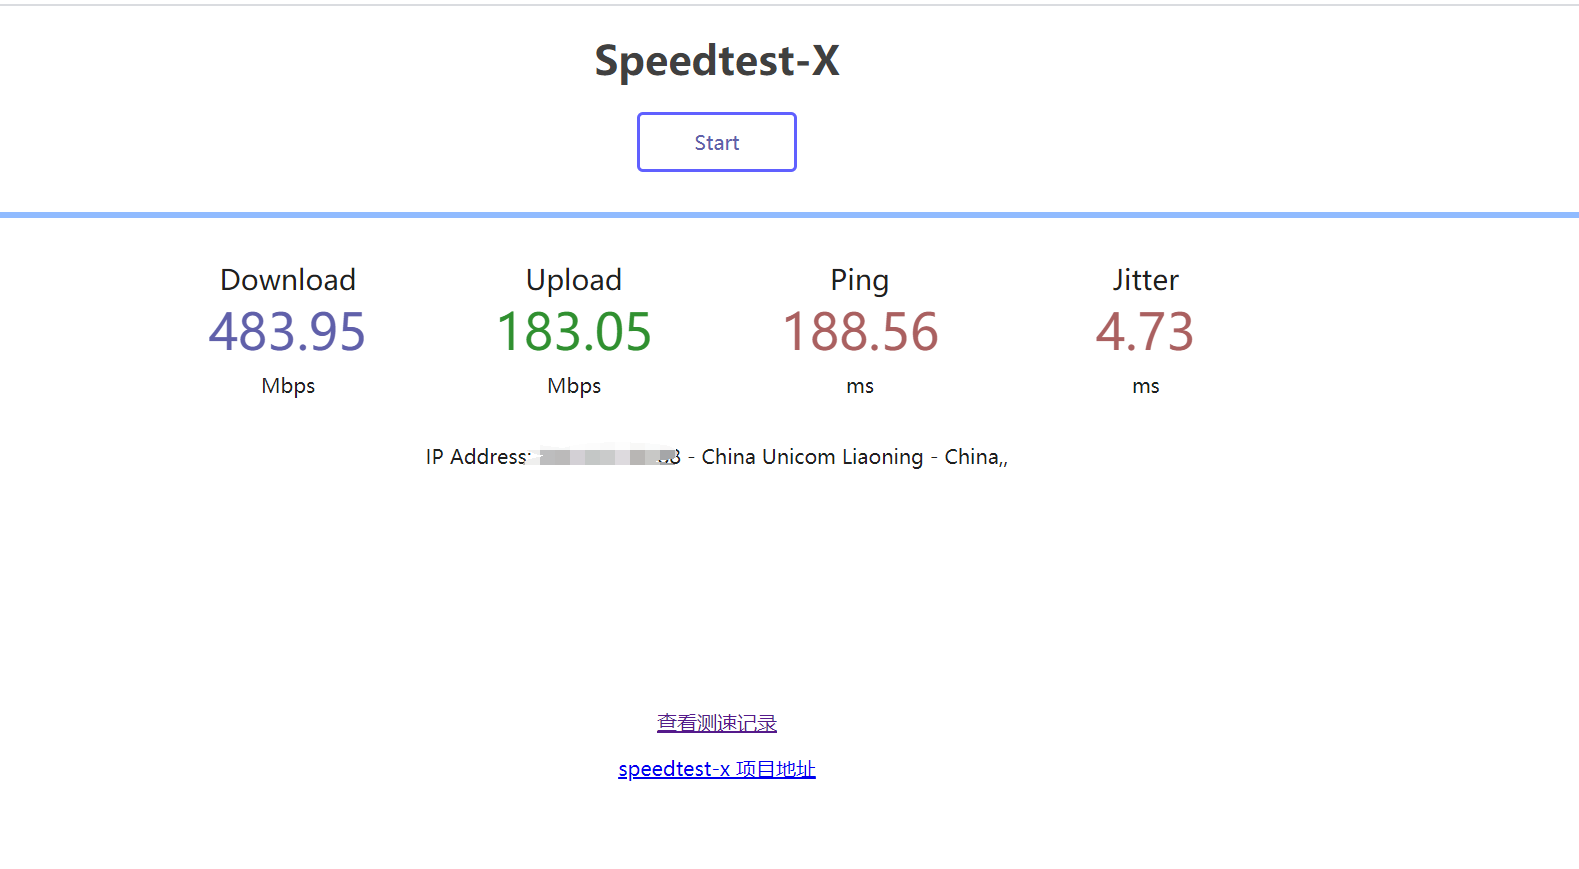 Speedtest-X
Start
Download Upload Ping Jitter
483.95 183.05 188.56 4.73
Mbps Mbps ms ms
IP Address: - China Unicom Liaoning - China,,
查看测速记录
speedtest-x 项目地址